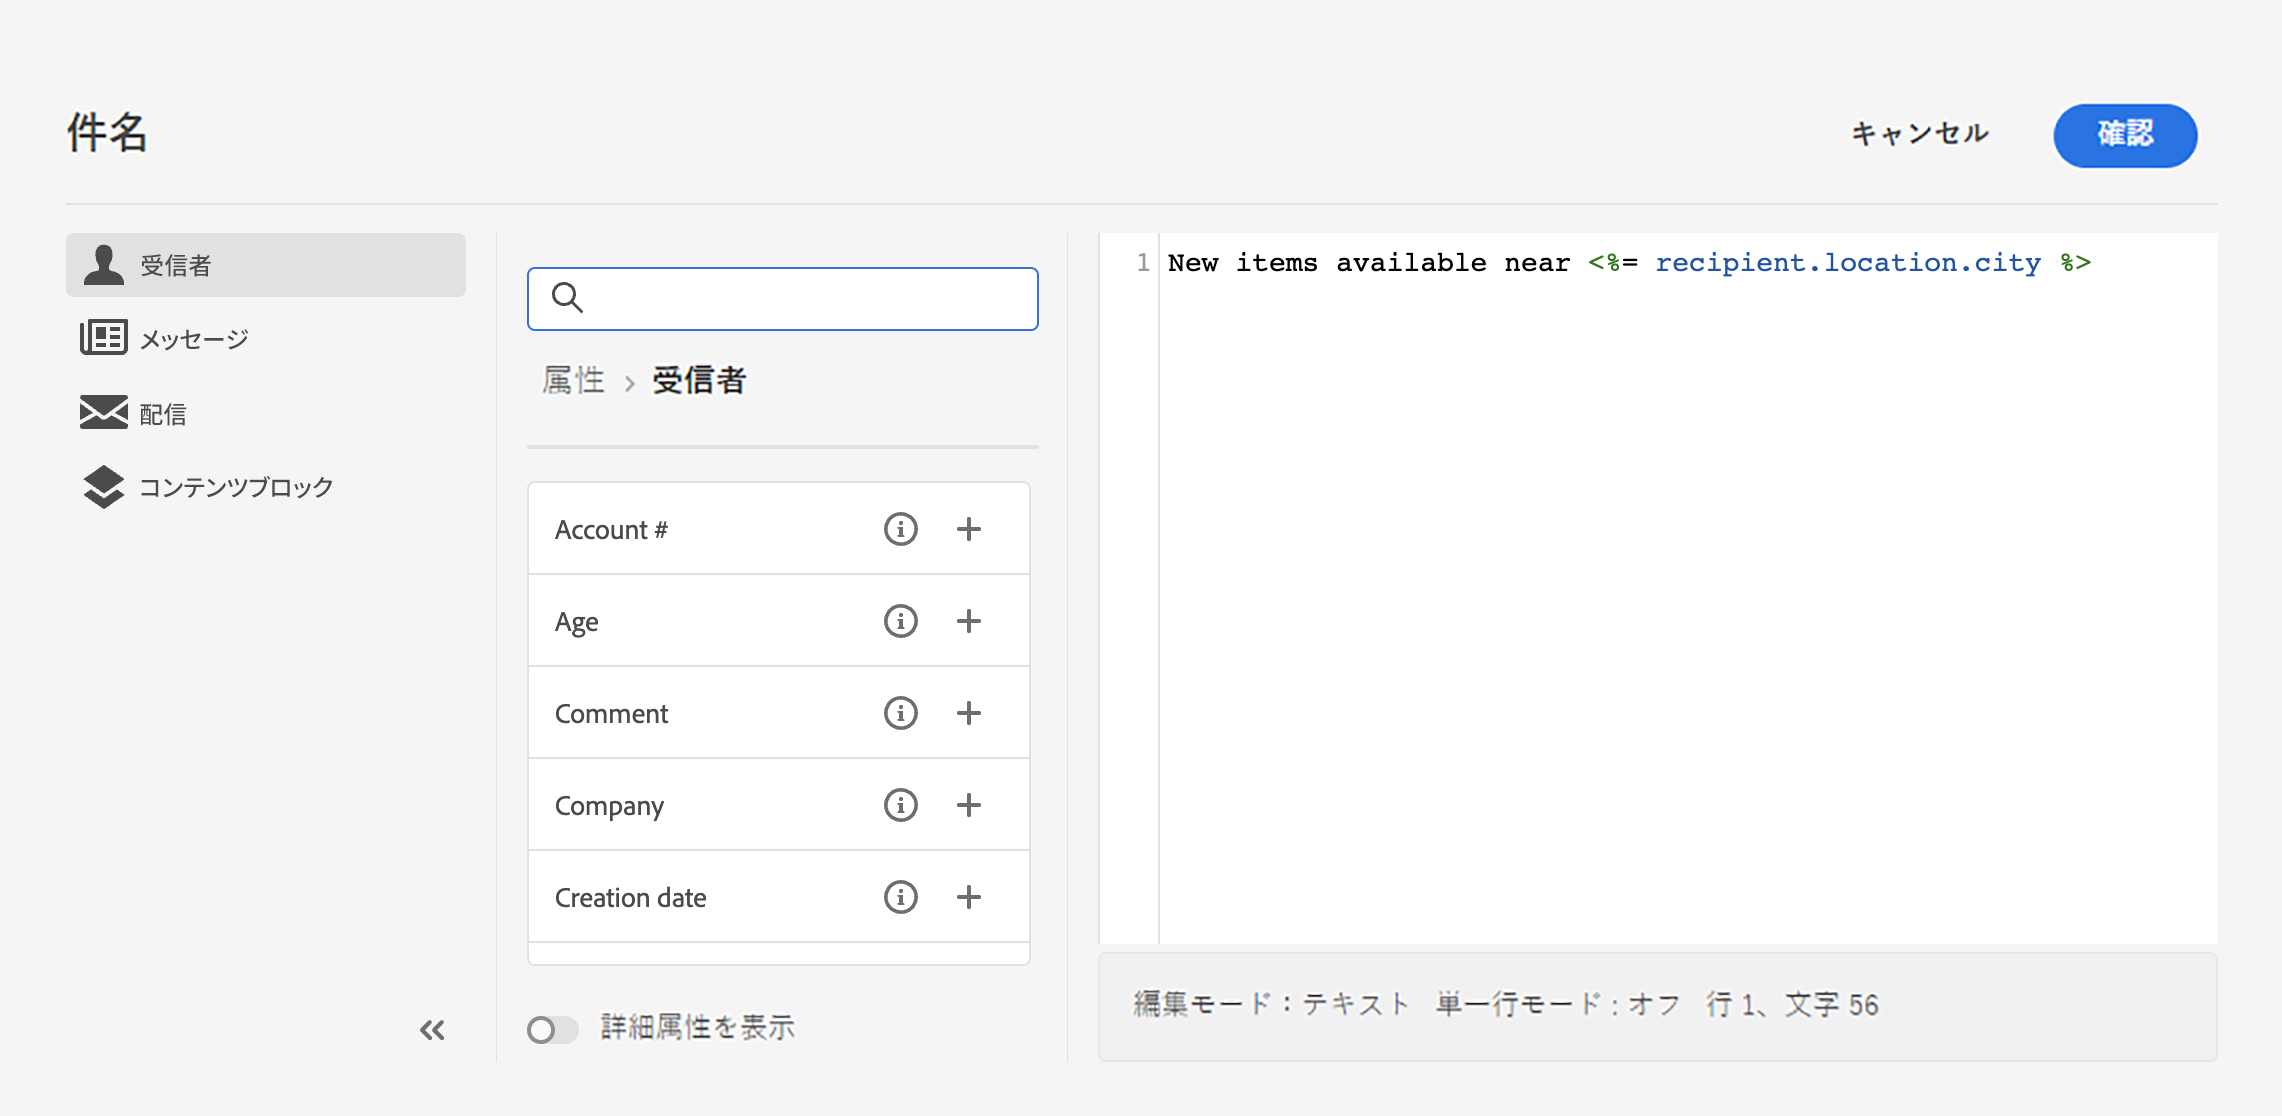 件名
キャンセル
確認
受信者
メッセージ
配信
コンテンツブロック
属性 › 受信者
Account #
Age
Comment
Company
Creation date
詳細属性を表示
1 New items available near <%= recipient.location.city %>
編集モード：テキスト 単一行モード : オフ 行 1、文字 56